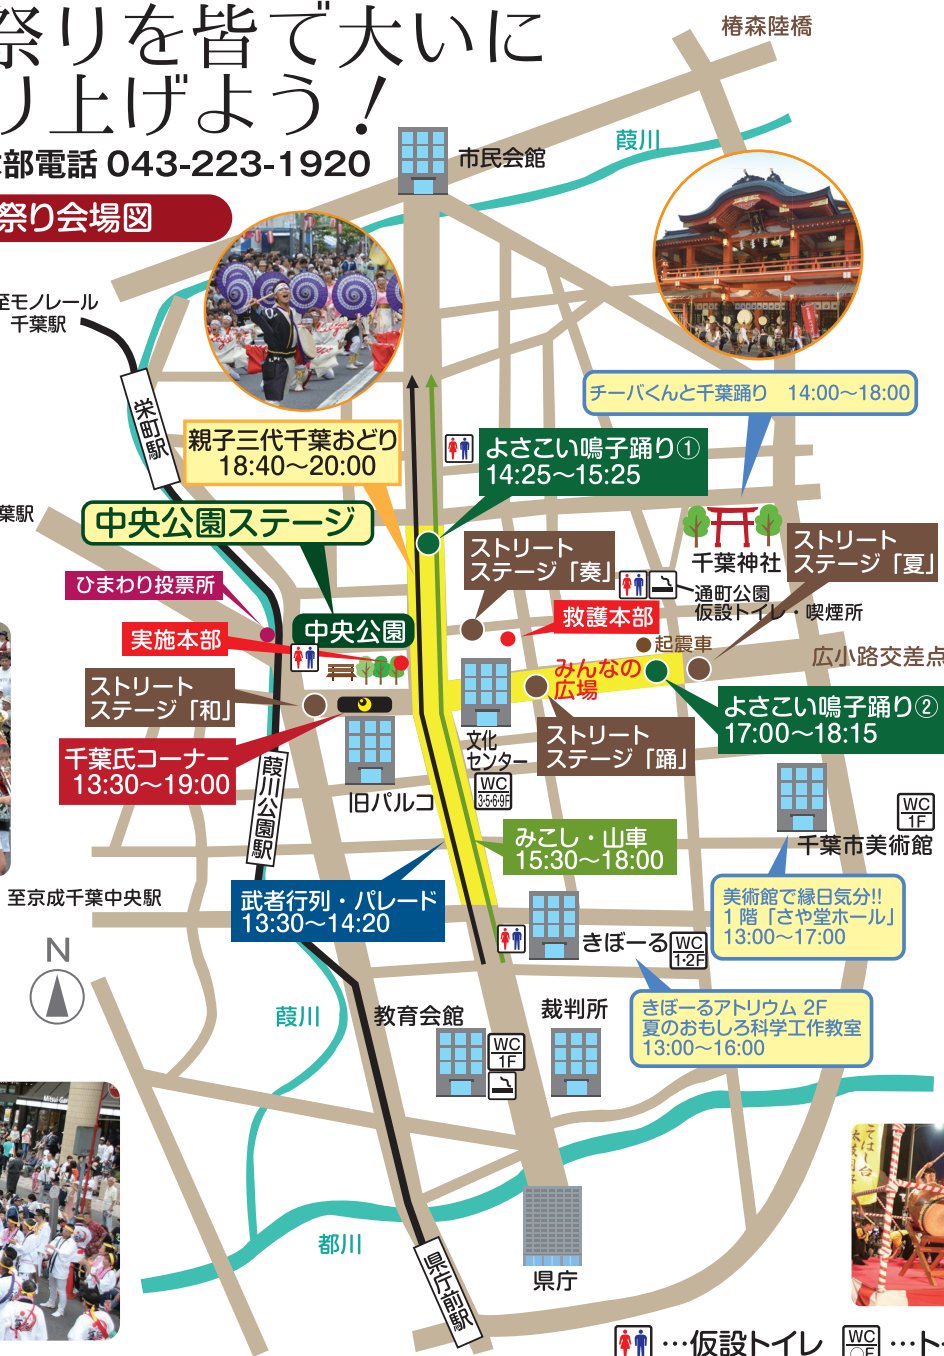 祭りを皆で大いに
り上げよう！
部電話 043-223-1920
祭り会場図
椿森陸橋
葭川
市民会館
至モノレール
千葉駅
栄町駅
チーバくんと千葉踊り　14:00〜18:00
親子三代千葉おどり
18:40〜20:00
よさこい鳴子踊り①
14:25〜15:25
葉駅
中央公園ステージ
ストリート
ステージ「奏」
千葉神社
ストリート
ステージ「夏」
ひまわり投票所
通町公園
仮設トイレ・喫煙所
実施本部
中央公園
救護本部
起震車
広小路交差点
みんなの
広場
ストリート
ステージ「和」
よさこい鳴子踊り②
17:00〜18:15
千葉氏コーナー
13:30〜19:00
文化
センター
WC
3・5・6・9F
ストリート
ステージ「踊」
葭川公園駅
旧パルコ
WC
1F
千葉市美術館
みこし・山車
15:30〜18:00
至京成千葉中央駅
武者行列・パレード
13:30〜14:20
美術館で縁日気分!!
1階「さや堂ホール」
13:00〜17:00
きぼーる
WC
1・2F
N
葭川
教育会館
裁判所
きぼーるアトリウム 2F
夏のおもしろ科学工作教室
13:00〜16:00
WC
1F
都川
県庁前駅
県庁
…仮設トイレ
WC
○F
…ト